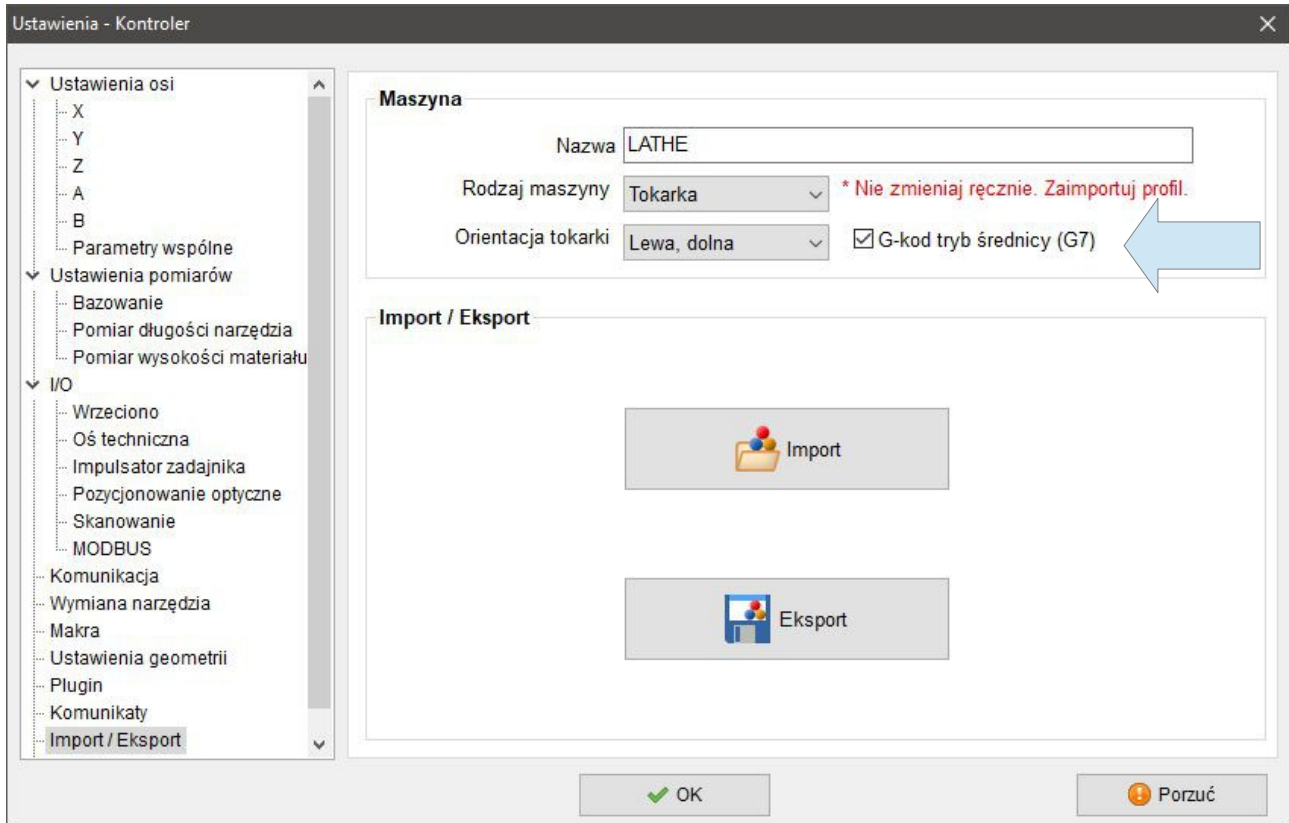 Ustawienia - Kontroler
Ustawienia osi
X
Y
Z
A
B
Parametry wspólne
Ustawienia pomiarów
Bazowanie
Pomiar długości narzędzia
Pomiar wysokości materiału
I/O
Wrzeciono
Oś techniczna
Impulsator zadajnika
Pozycjonowanie optyczne
Skanowanie
MODBUS
Komunikacja
Wymiana narzędzia
Makra
Ustawienia geometrii
Plugin
Komunikaty
Import / Eksport
Maszyna
Nazwa LATHE
Rodzaj maszyny Tokarka * Nie zmieniaj ręcznie. Zaimportuj profil.
Orientacja tokarki Lewa, dolna G-kod tryb średnicy (G7)
Import / Eksport
Import
Eksport
OK Porzuć